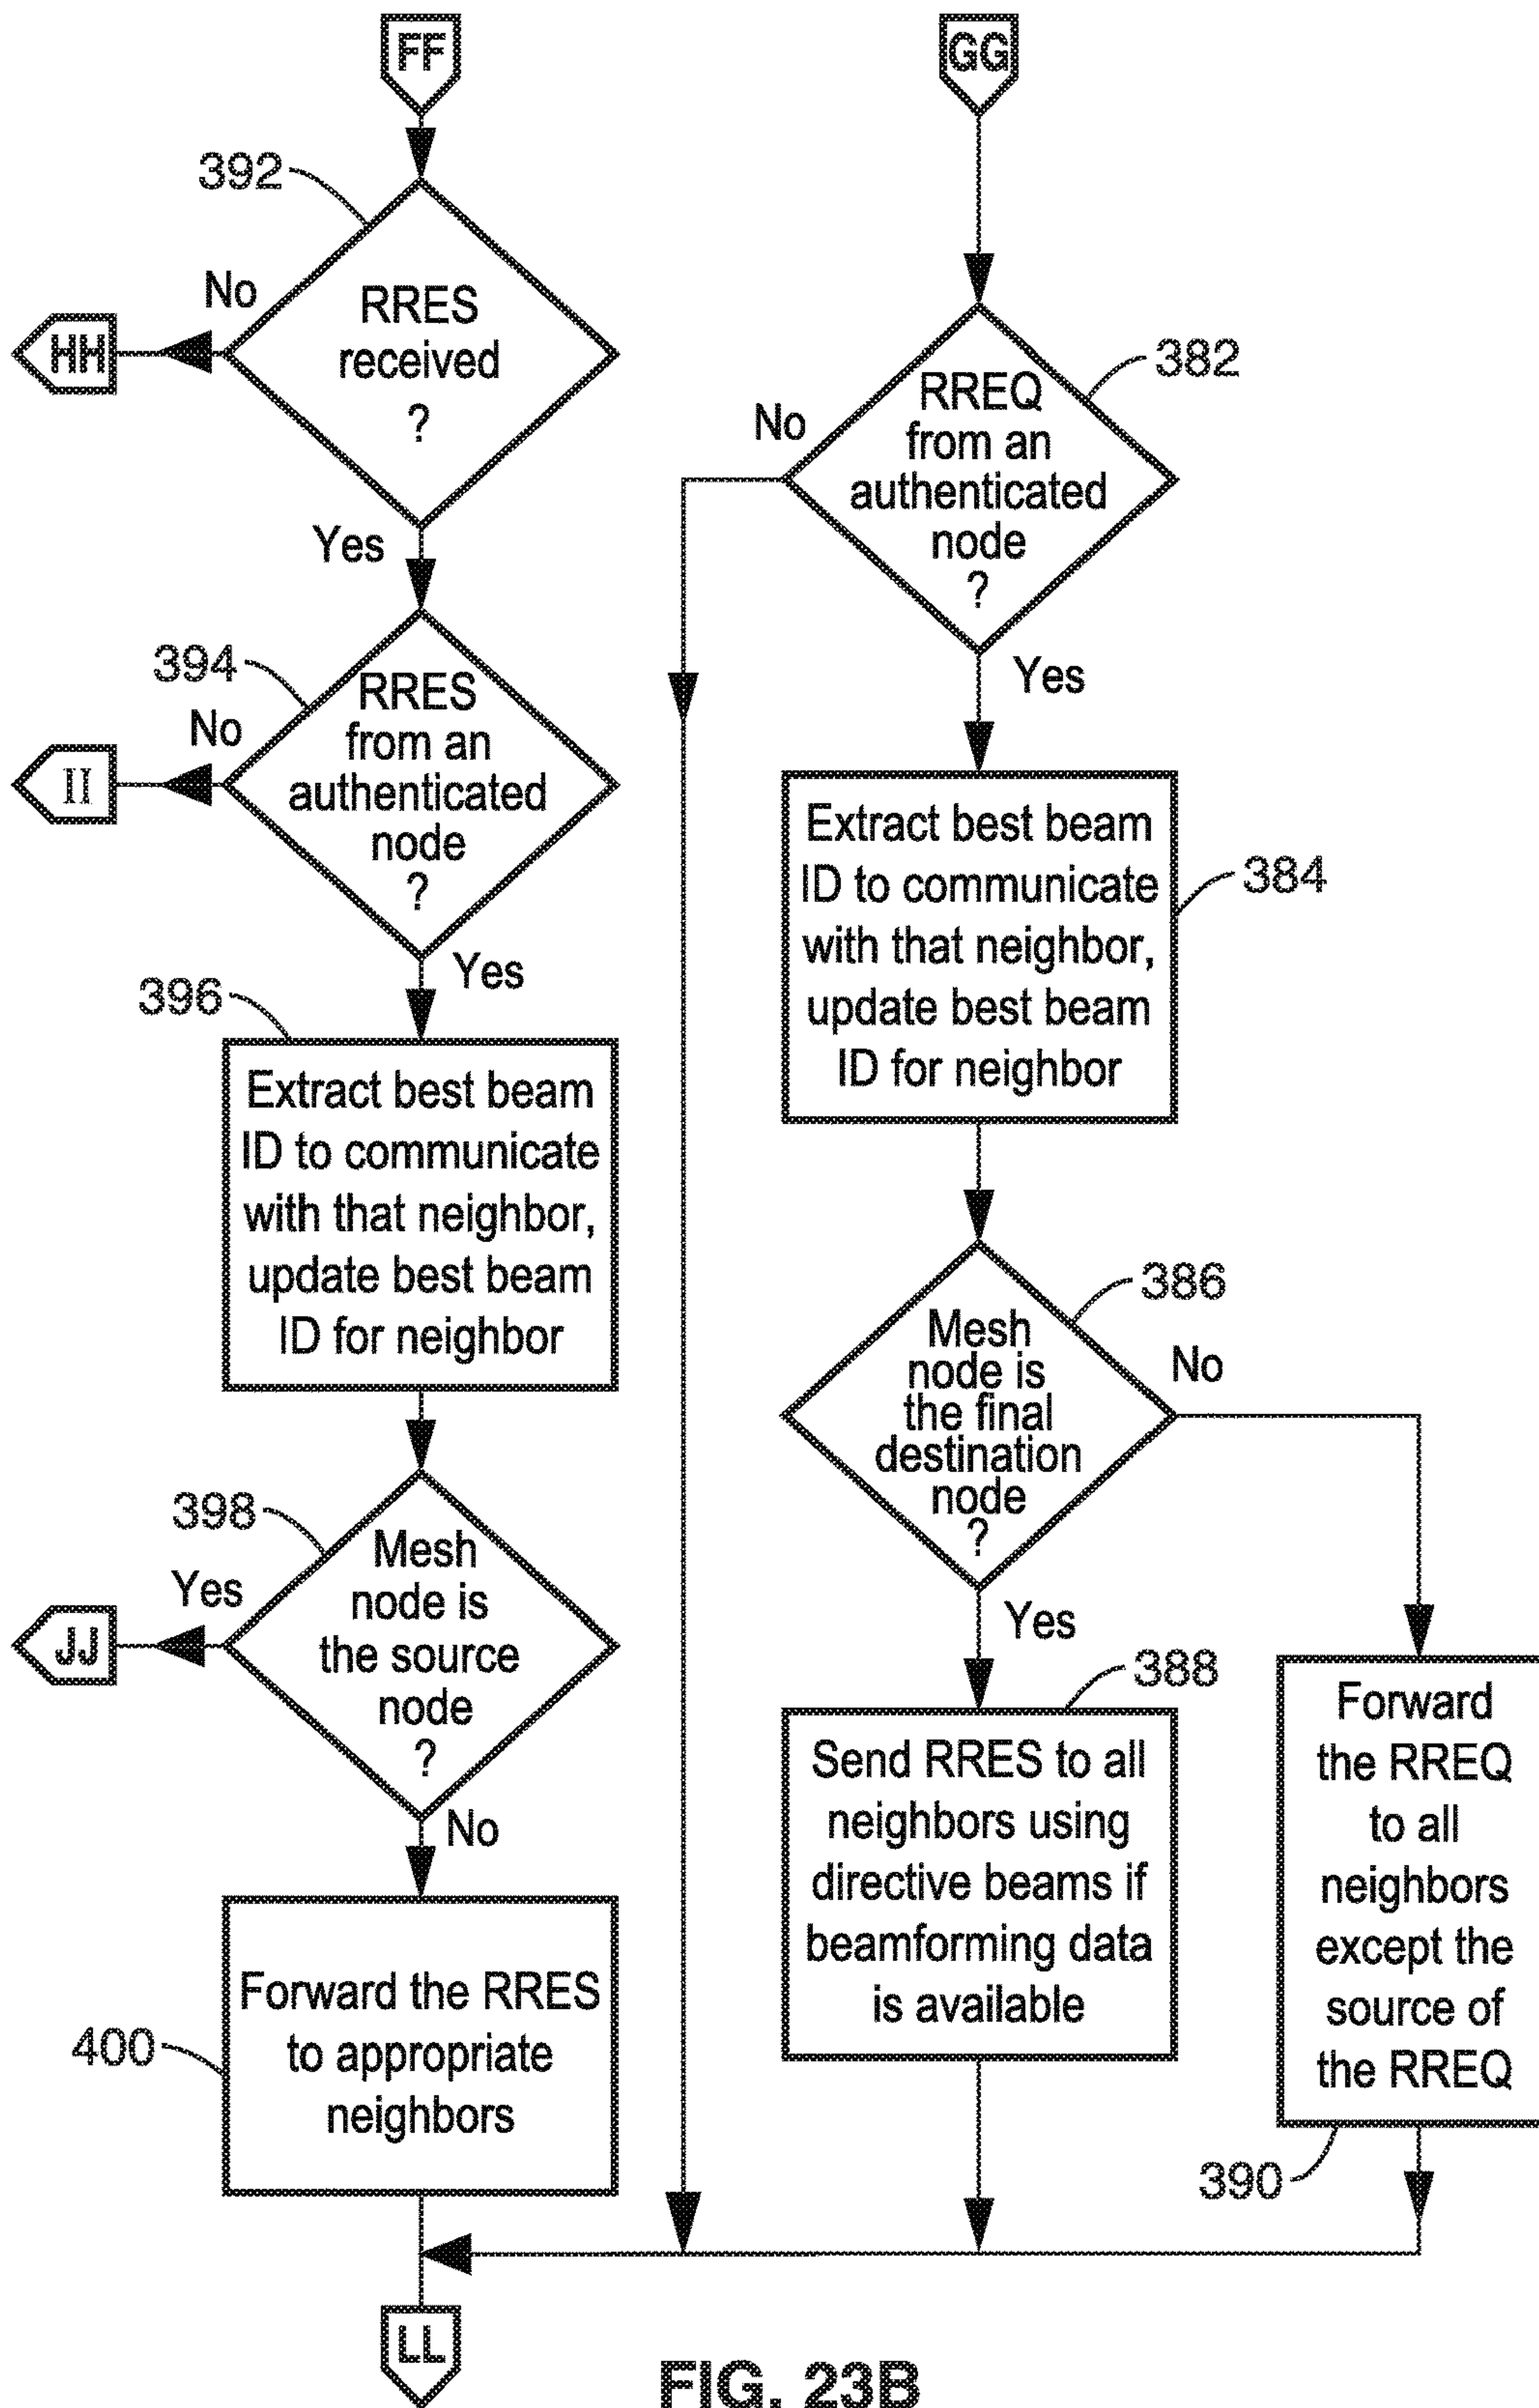 FF
392
No
RRES
received
?
HH
Yes
394
No
RRES
from an
authenticated
node
?
II
Yes
396
Extract best beam
ID to communicate
with that neighbor,
update best beam
ID for neighbor
398
Yes
Mesh
node is
the source
node
?
JJ
No
400
Forward the RRES
to appropriate
neighbors
LL
GG
382
No
RREQ
from an
authenticated
node
?
Yes
384
Extract best beam
ID to communicate
with that neighbor,
update best beam
ID for neighbor
386
No
Mesh
node is
the final
destination
node
?
Yes
388
Send RRES to all
neighbors using
directive beams if
beamforming data
is available
Forward
the RREQ
to all
neighbors
except the
source of
the RREQ
390
FIG. 23B